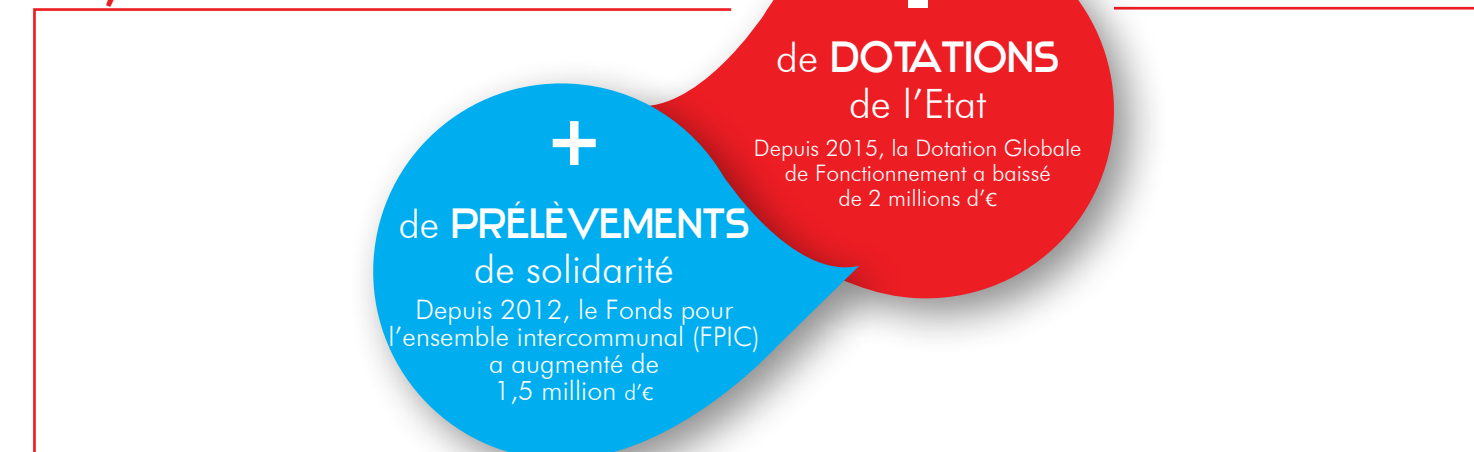 de DOTATIONS
de l'Etat
Depuis 2015, la Dotation Globale
de Fonctionnement a baissé
de 2 millions d'€
+
de PRÉLÈVEMENTS
de solidarité
Depuis 2012, le Fonds pour
l'ensemble intercommunal (FPIC)
a augmenté de
1,5 million d'€